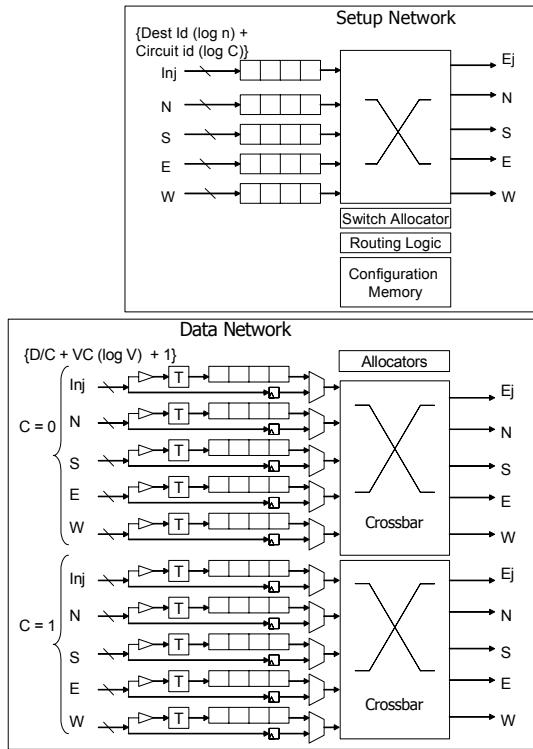 Setup Network
{Dest Id (log n) +
Circuit id (log C)}
Inj
Ej
N
N
S
S
E
E
W
W
Switch Allocator
Routing Logic
Configuration
Memory
Data Network
{D/C + VC (log V) + 1}
Allocators
C = 0
Inj
T
Ej
N
T
N
S
T
S
E
T
E
W
T
W
Crossbar
C = 1
Inj
T
Ej
N
T
N
S
T
S
E
T
E
W
T
W
Crossbar